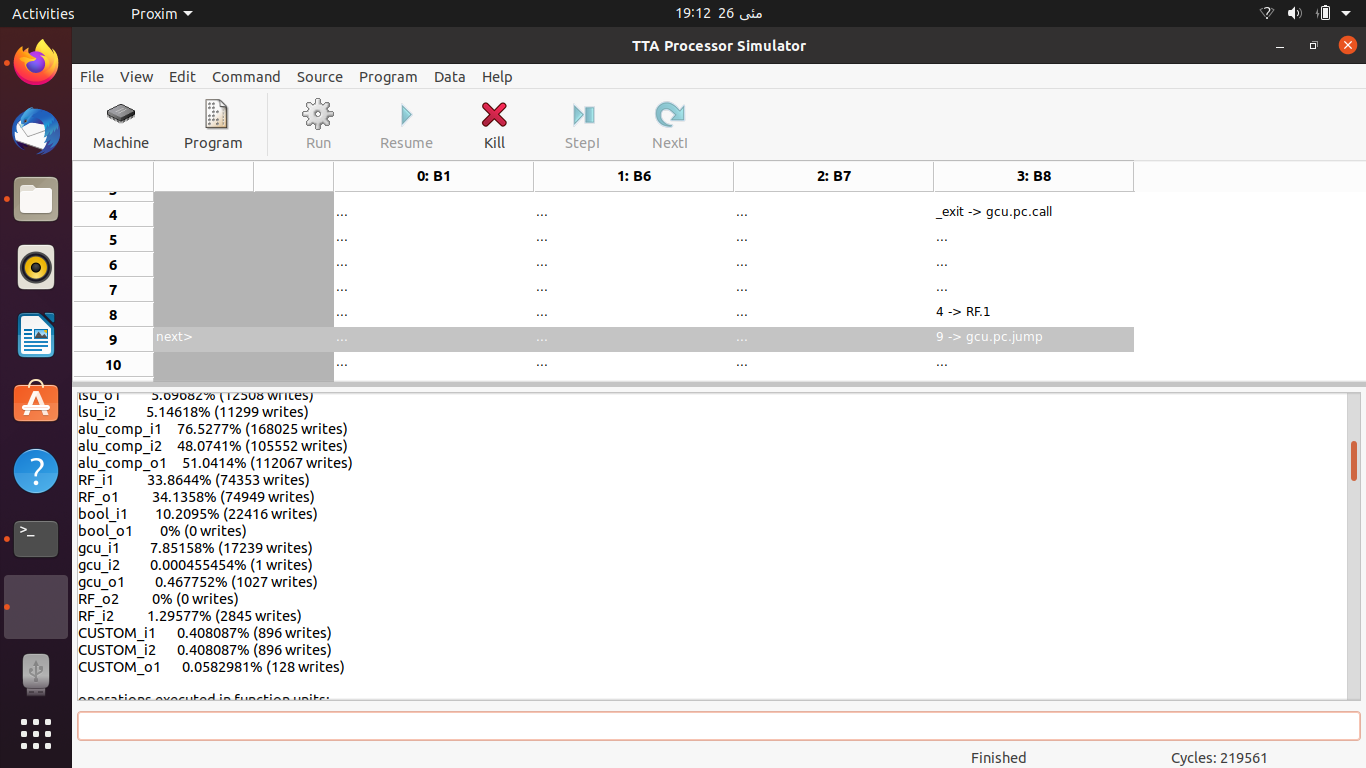 Activities Proxim 19:12 26 مئی
TTA Processor Simulator
File View Edit Command Source Program Data Help
Machine Program Run Resume Kill StepI NextI
0: B1 1: B6 2: B7 3: B8
4 ... ... ... _exit -> gcu.pc.call
5 ... ... ... ...
6 ... ... ... ...
7 ... ... ... ...
8 ... ... ... 4 -> RF.1
9 next> ... ... ... 9 -> gcu.pc.jump
10 ... ... ... ...
lsu_o1 5.69682% (12508 writes)
lsu_i2 5.14618% (11299 writes)
alu_comp_i1 76.5277% (168025 writes)
alu_comp_i2 48.0741% (105552 writes)
alu_comp_o1 51.0414% (112067 writes)
RF_i1 33.8644% (74353 writes)
RF_o1 34.1358% (74949 writes)
bool_i1 10.2095% (22416 writes)
bool_o1 0% (0 writes)
gcu_i1 7.85158% (17239 writes)
gcu_i2 0.000455454% (1 writes)
gcu_o1 0.467752% (1027 writes)
RF_o2 0% (0 writes)
RF_i2 1.29577% (2845 writes)
CUSTOM_i1 0.408087% (896 writes)
CUSTOM_i2 0.408087% (896 writes)
CUSTOM_o1 0.0582981% (128 writes)
operations executed in function units:
Finished Cycles: 219561